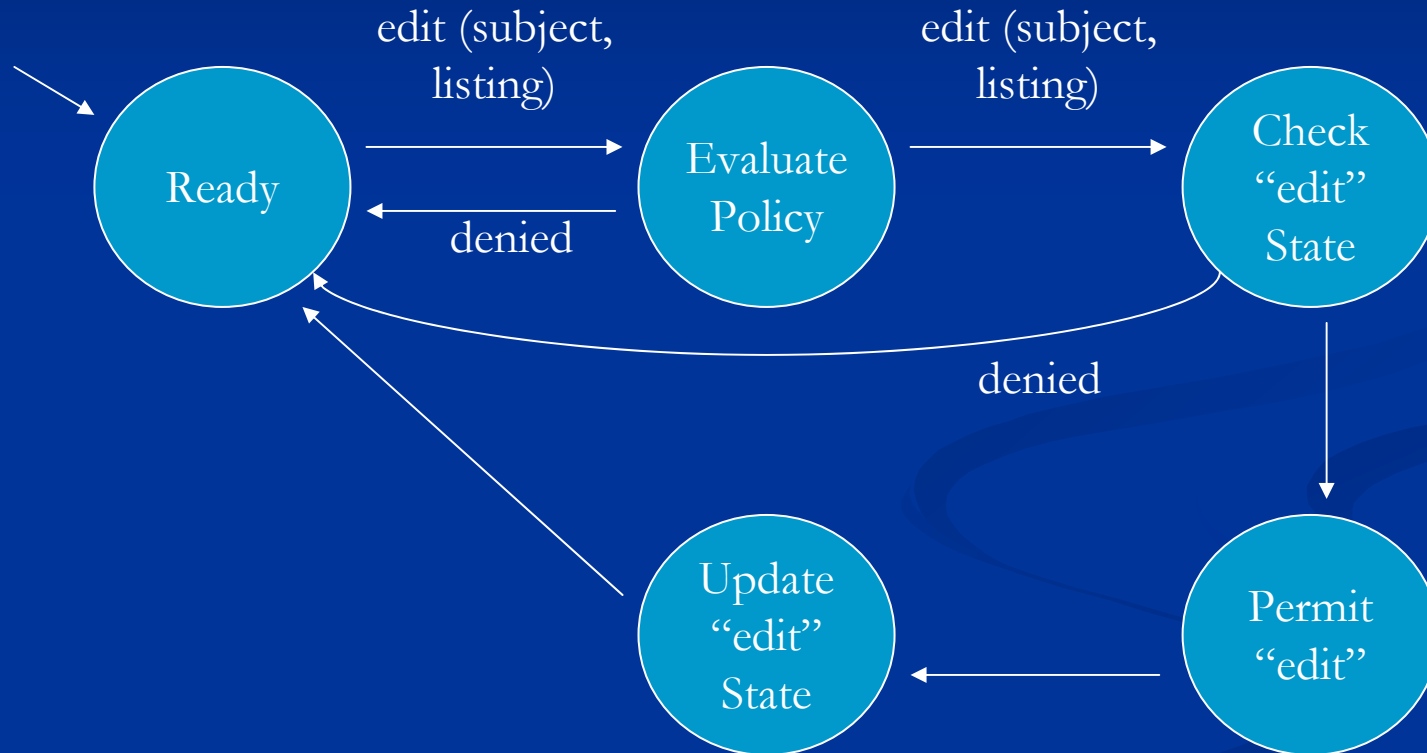 edit (subject,
listing)
edit (subject,
listing)
Ready
Evaluate
Policy
Check
“edit”
State
denied
denied
Update
“edit”
State
Permit
“edit”